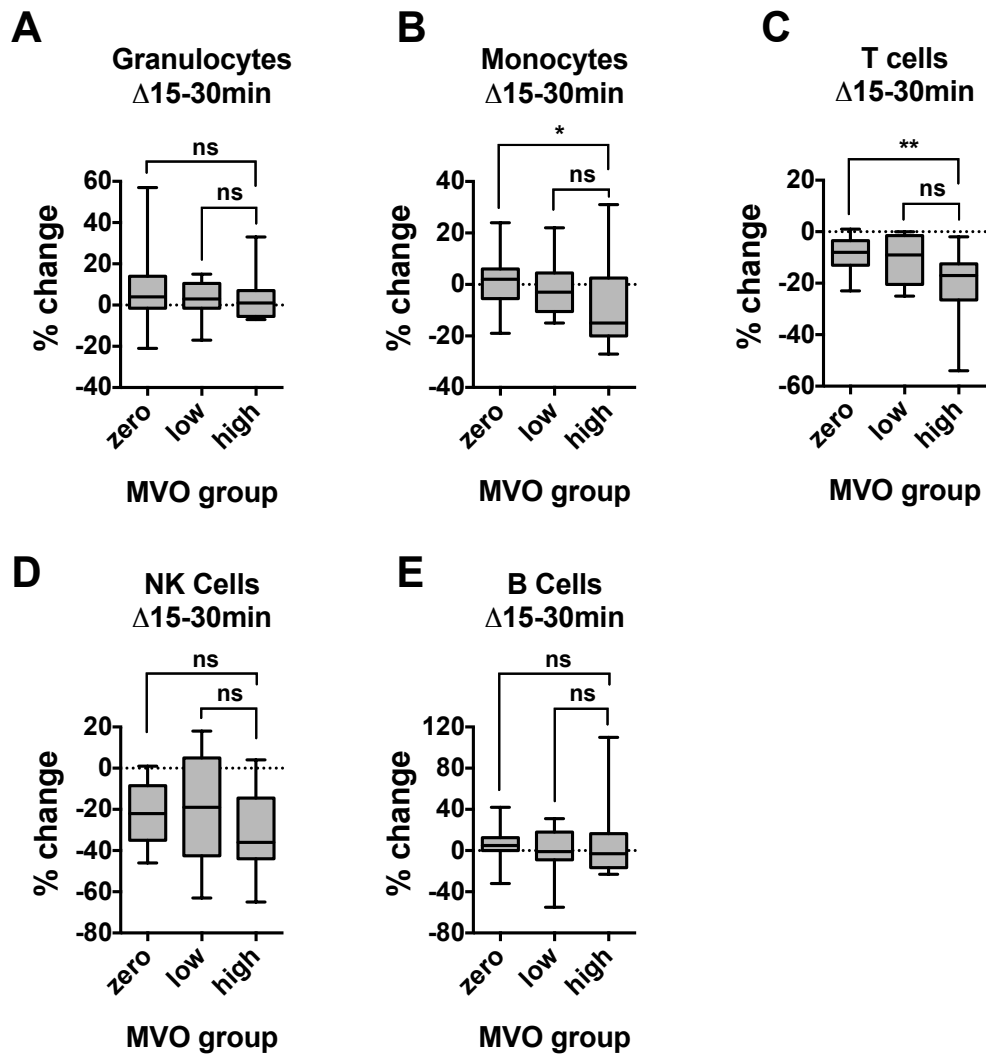 A
Granulocytes
Δ15-30min
ns
ns
60
40
20
0
-20
-40
% change
zero
low
high
MVO group
B
Monocytes
Δ15-30min
*
ns
40
20
0
-20
-40
% change
zero
low
high
MVO group
C
T cells
Δ15-30min
**
ns
20
0
-20
-40
-60
% change
zero
low
high
MVO group
D
NK Cells
Δ15-30min
ns
ns
20
0
-20
-40
-60
-80
% change
zero
low
high
MVO group
E
B Cells
Δ15-30min
ns
ns
120
80
40
0
-40
-80
% change
zero
low
high
MVO group